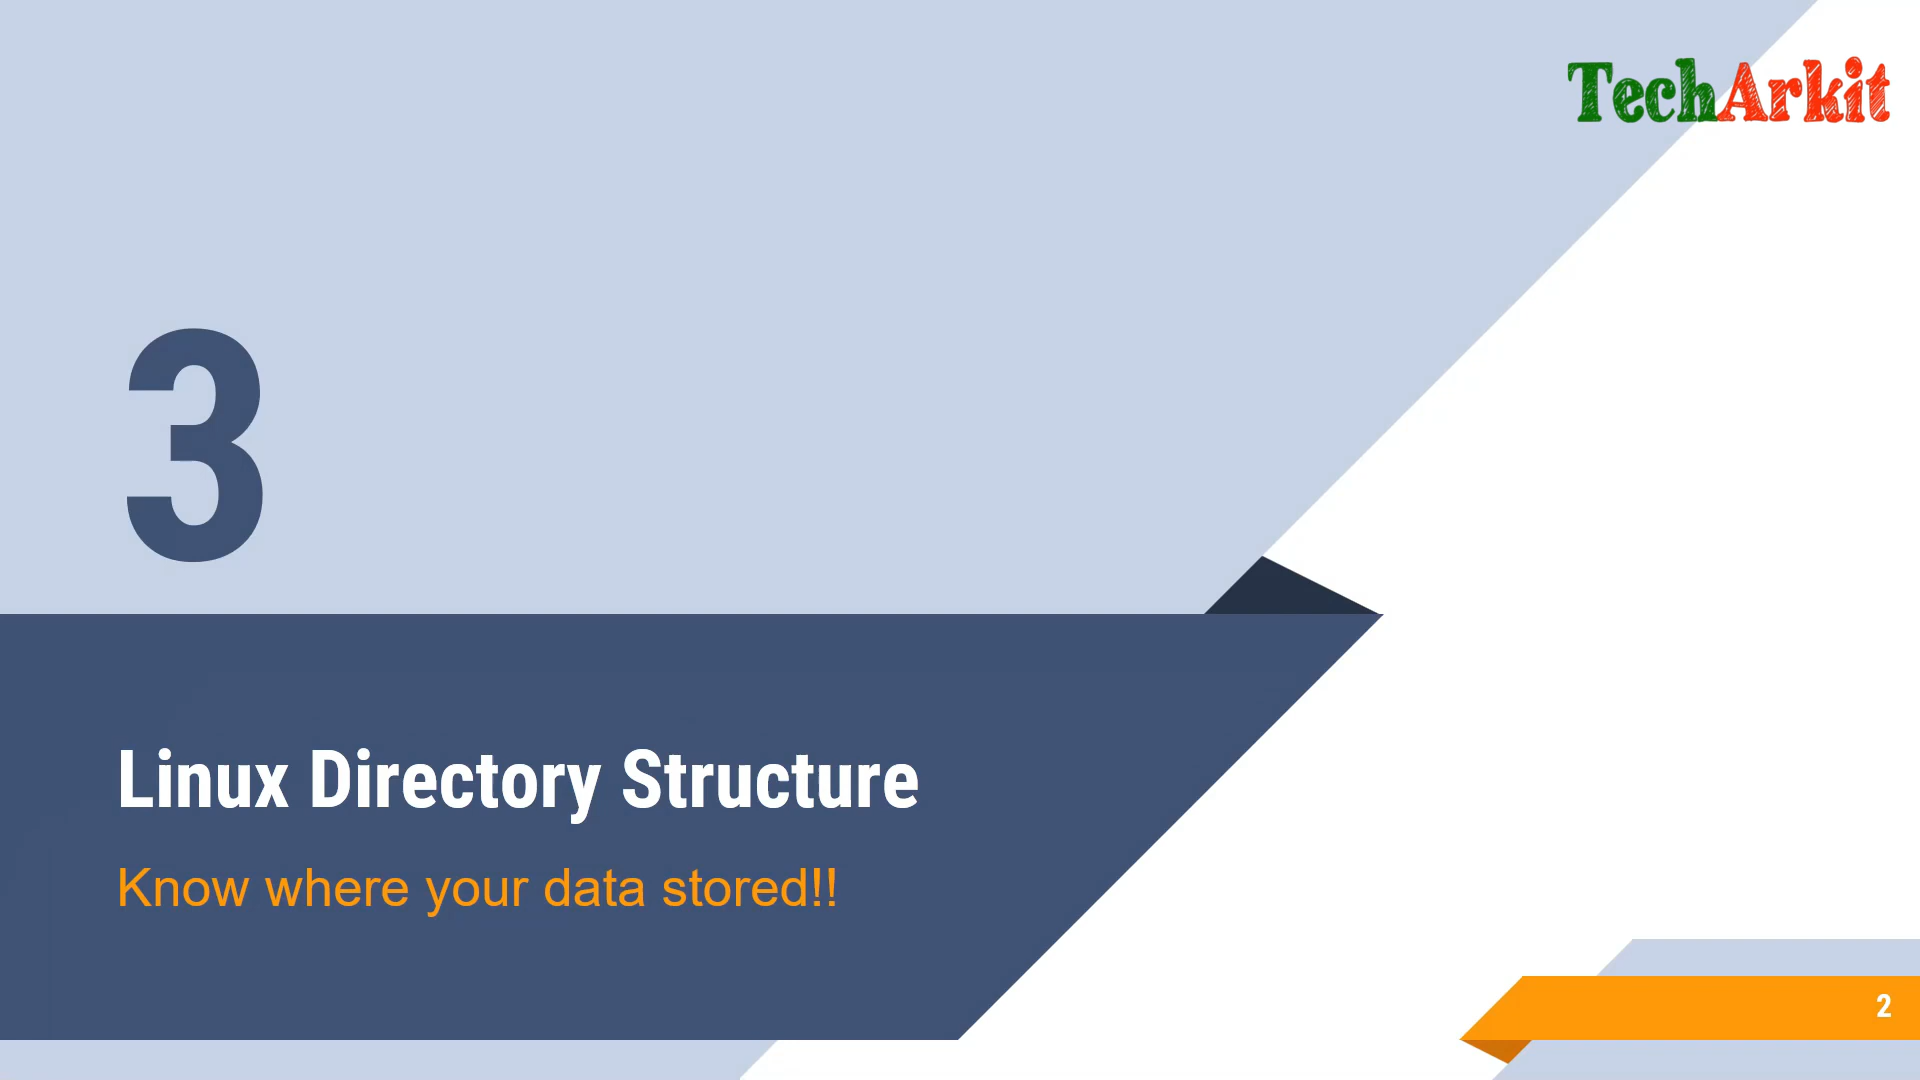 TechArkit
3
Linux Directory Structure
Know where your data stored!!
2